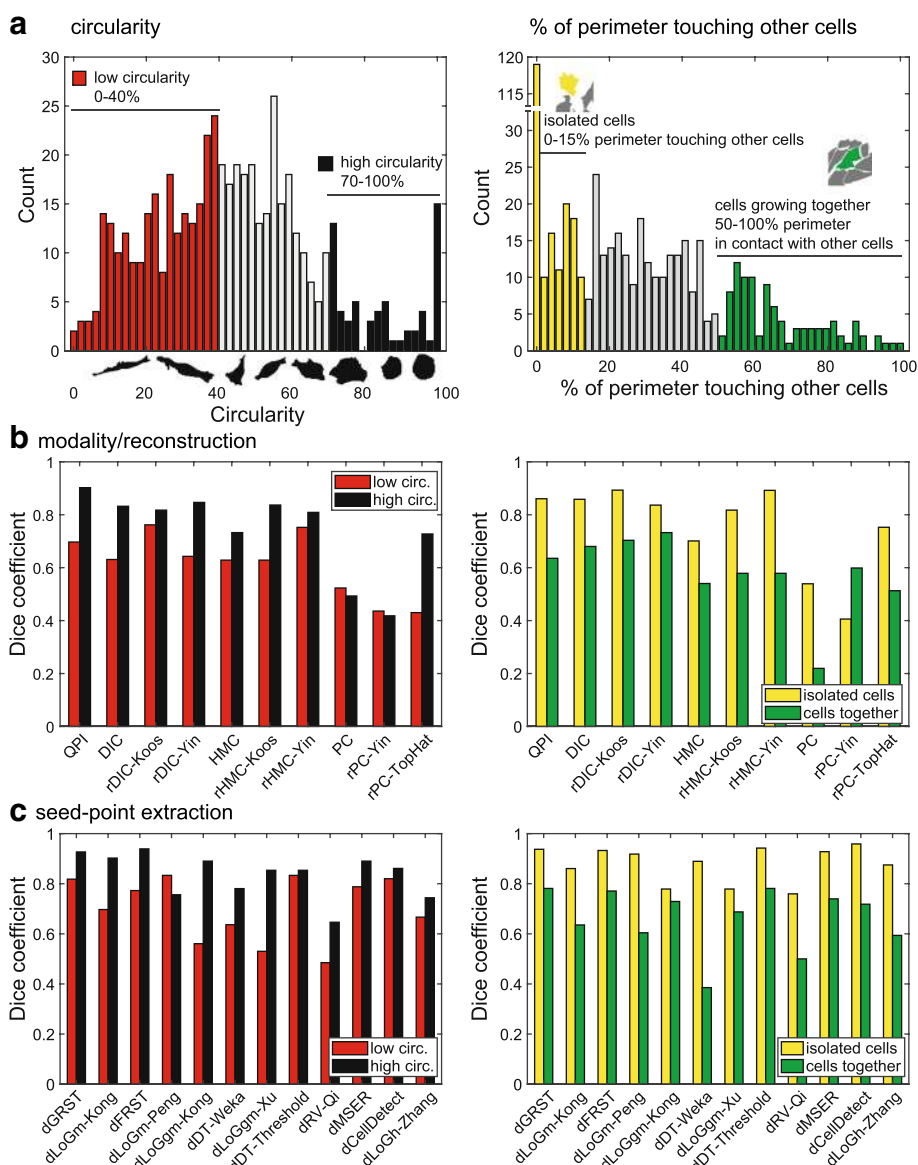 a
circularity
% of perimeter touching other cells
30
25
20
15
10
5
0
Count
low circularity
0-40%
high circularity
70-100%
0 20 40 60 80 100
Circularity
120
115
30
25
20
15
10
5
0
Count
isolated cells
0-15% perimeter touching other cells
cells growing together
50-100% perimeter
in contact with other cells
0 20 40 60 80 100
% of perimeter touching other cells
b modality/reconstruction
1
0.8
0.6
0.4
0.2
0
Dice coefficient
low circ.
high circ.
QPI
DIC
rDIC-Koos
rDIC-Yin
HMC
rHMC-Koos
rHMC-Yin
PC
rPC-Yin
rPC-TopHat
1
0.8
0.6
0.4
0.2
0
Dice coefficient
isolated cells
cells together
QPI
DIC
rDIC-Koos
rDIC-Yin
HMC
rHMC-Koos
rHMC-Yin
PC
rPC-Yin
rPC-TopHat
c seed-point extraction
1
0.8
0.6
0.4
0.2
0
Dice coefficient
low circ.
high circ.
dGRST
dLoGm-Kong
dFRST
dLoGm-Peng
dLoGgm-Kong
dDT-Weka
dLoGgm-Xu
dDT-Threshold
dRV-Qi
dMSER
dCellDetect
dLoGh-Zhang
1
0.8
0.6
0.4
0.2
0
Dice coefficient
isolated cells
cells together
dGRST
dLoGm-Kong
dFRST
dLoGm-Peng
dLoGgm-Kong
dDT-Weka
dLoGgm-Xu
dDT-Threshold
dRV-Qi
dMSER
dCellDetect
dLoGh-Zhang